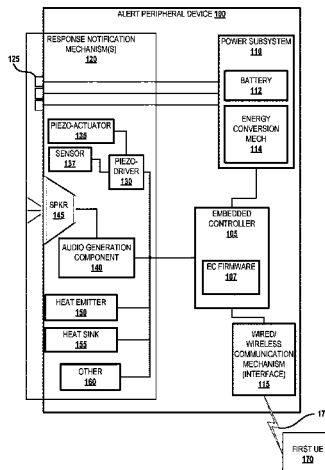 ALERT PERIPHERAL DEVICE 100
RESPONSE NOTIFICATION
MECHANISM(S)
120
125
POWER SUBSYSTEM
110
BATTERY
112
ENERGY
CONVERSION
MECH
114
PIEZO-ACTUATOR
135
SENSOR
137
PIEZO-
DRIVER
130
SPKR
145
AUDIO GENERATION
COMPONENT
140
EMBEDDED
CONTROLLER
105
EC FIRMWARE
107
HEAT EMITTER
150
HEAT SINK
155
OTHER
160
WIRED/
WIRELESS
COMMUNICATION
MECHANISM
(INTERFACE)
115
FIRST UE
170